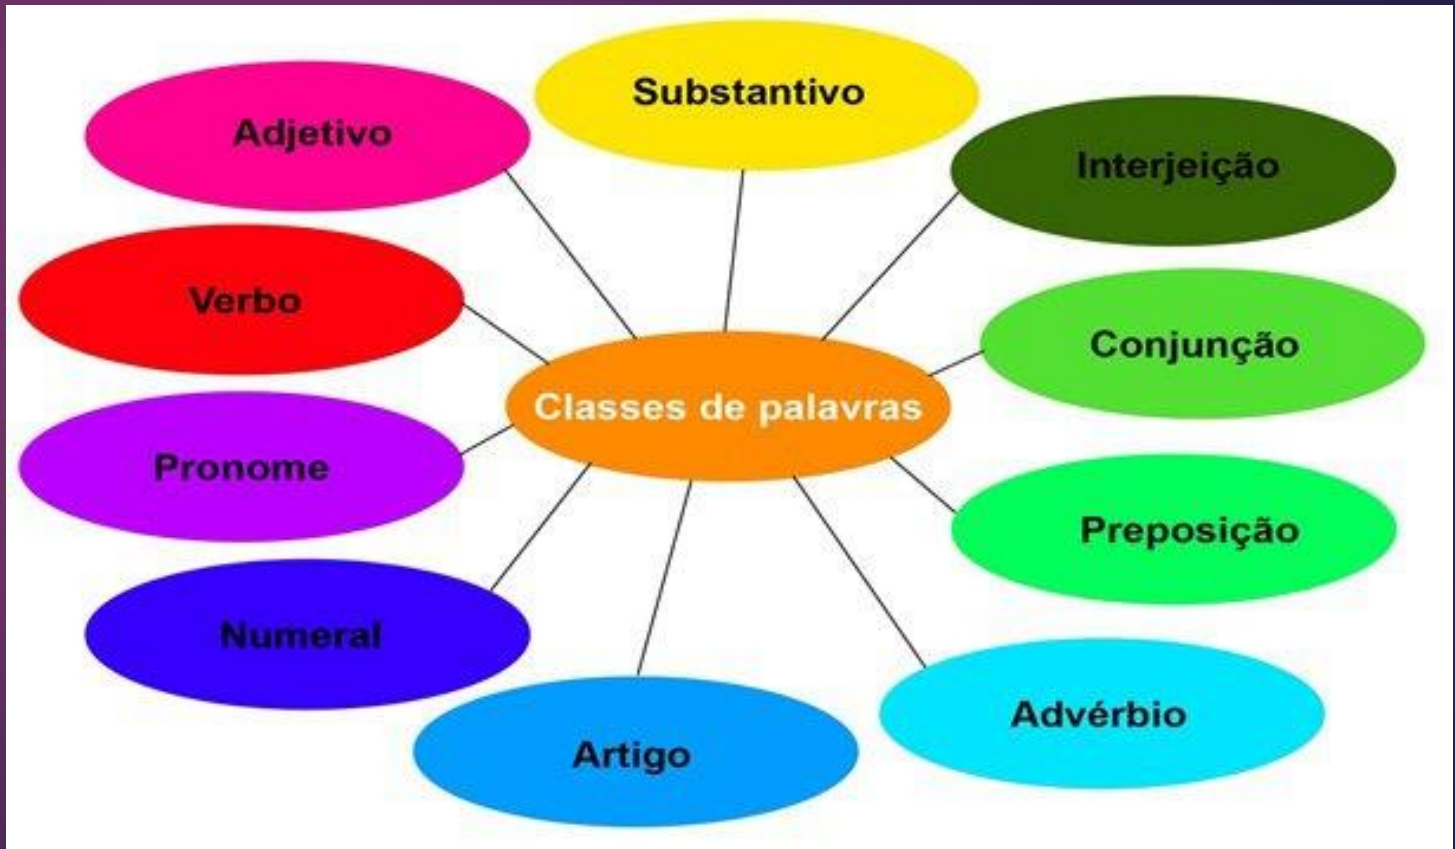 Substantivo
Adjetivo
Interjeição
Verbo
Conjunção
Classes de palavras
Pronome
Preposição
Numeral
Advérbio
Artigo